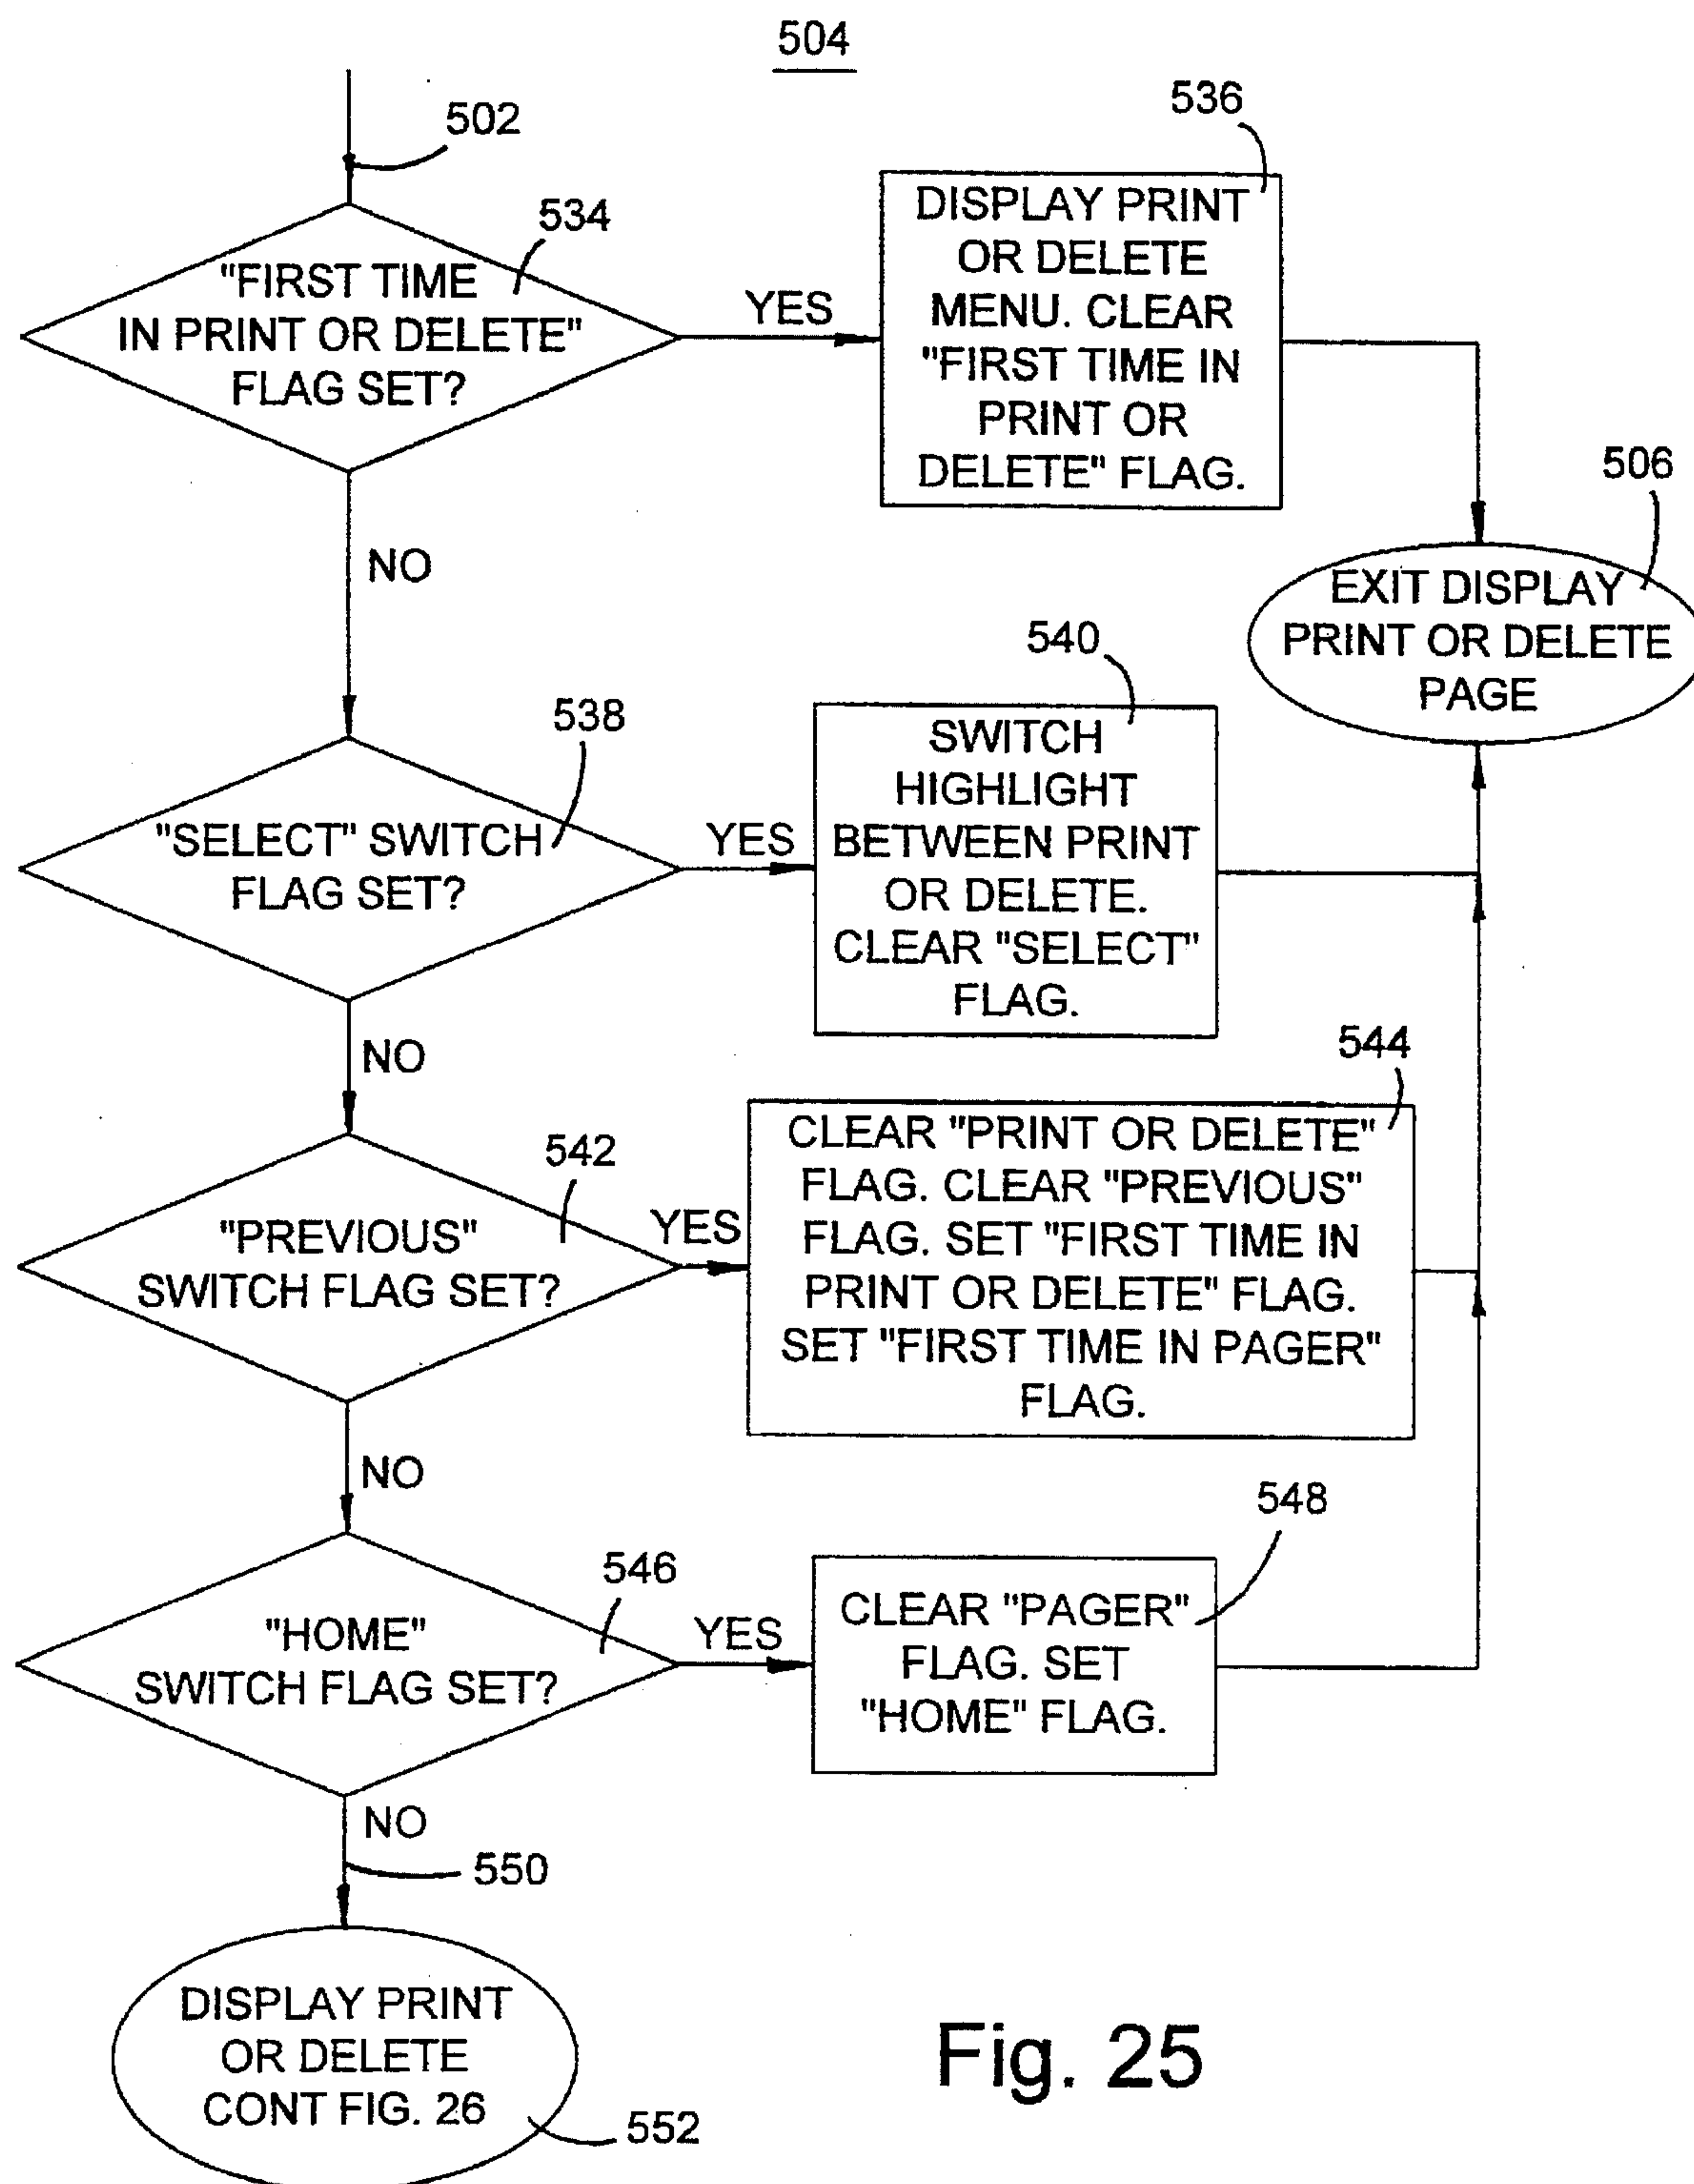 504
502
534
"FIRST TIME
IN PRINT OR DELETE"
FLAG SET?
YES
536
DISPLAY PRINT
OR DELETE
MENU. CLEAR
"FIRST TIME IN
PRINT OR
DELETE" FLAG.
506
EXIT DISPLAY
PRINT OR DELETE
PAGE
NO
538
"SELECT" SWITCH
FLAG SET?
YES
540
SWITCH
HIGHLIGHT
BETWEEN PRINT
OR DELETE.
CLEAR "SELECT"
FLAG.
NO
542
"PREVIOUS"
SWITCH FLAG SET?
YES
544
CLEAR "PRINT OR DELETE"
FLAG. CLEAR "PREVIOUS"
FLAG. SET "FIRST TIME IN
PRINT OR DELETE" FLAG.
SET "FIRST TIME IN PAGER"
FLAG.
NO
546
"HOME"
SWITCH FLAG SET?
YES
548
CLEAR "PAGER"
FLAG. SET
"HOME" FLAG.
NO
550
DISPLAY PRINT
OR DELETE
CONT FIG. 26
552
Fig. 25